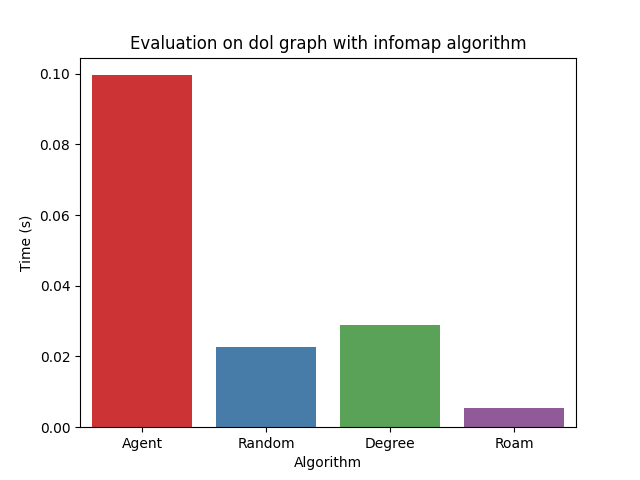 Evaluation on dol graph with infomap algorithm
0.10
0.08
0.06
0.04
0.02
0.00
Time (s)
Agent
Random
Degree
Roam
Algorithm